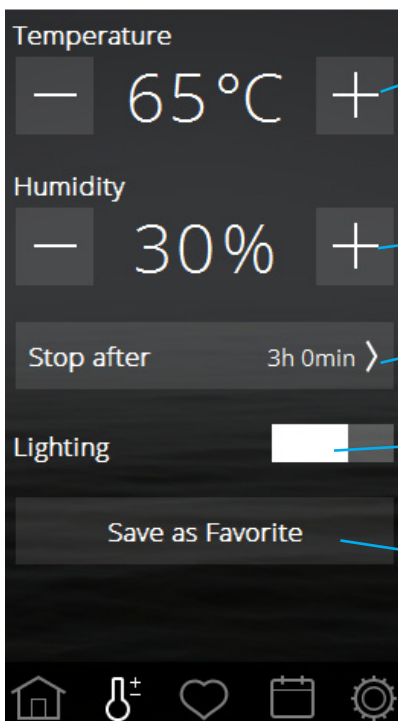 Temperature
65°C
Humidity
30%
Stop after 3h 0min
Lighting
Save as Favorite